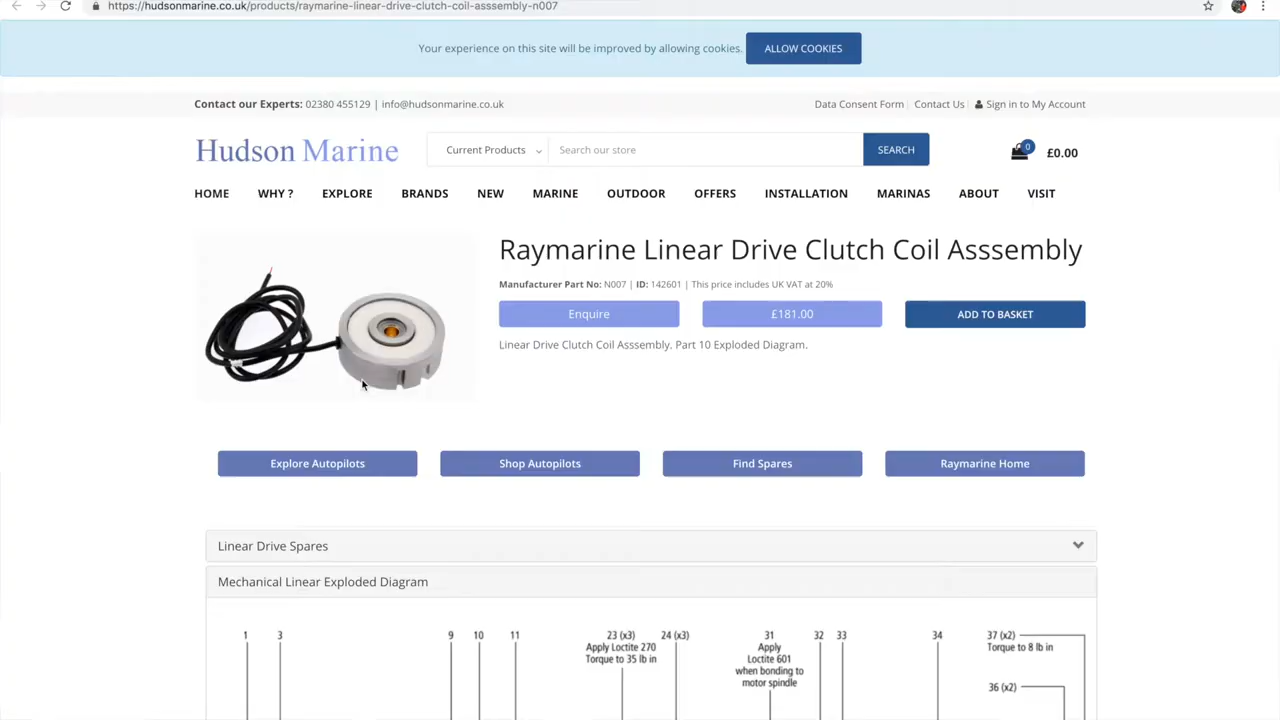 https://hudsonmarine.co.uk/products/raymarine-linear-drive-clutch-coil-asssembly-n007
Your experience on this site will be improved by allowing cookies. ALLOW COOKIES
Contact our Experts: 02380 455129 | info@hudsonmarine.co.uk Data Consent Form | Contact Us | Sign in to My Account
Hudson Marine Current Products Search our store SEARCH 0 £0.00
HOME WHY ? EXPLORE BRANDS NEW MARINE OUTDOOR OFFERS INSTALLATION MARINAS ABOUT VISIT
Raymarine Linear Drive Clutch Coil Asssembly
Manufacturer Part No: N007 | ID: 142601 | This price includes UK VAT at 20%
Enquire £181.00 ADD TO BASKET
Linear Drive Clutch Coil Asssembly, Part 10 Exploded Diagram.
Explore Autopilots Shop Autopilots Find Spares Raymarine Home
Linear Drive Spares
Mechanical Linear Exploded Diagram
1 3 9 10 11 23 (x3) 24 (x3) 31 32 33 34 37 (x2)
Apply Loctite 270 Apply Torque to 8 lb in
Torque to 35 lb in Loctite 601
when bonding to
motor spindle
36 (x2)